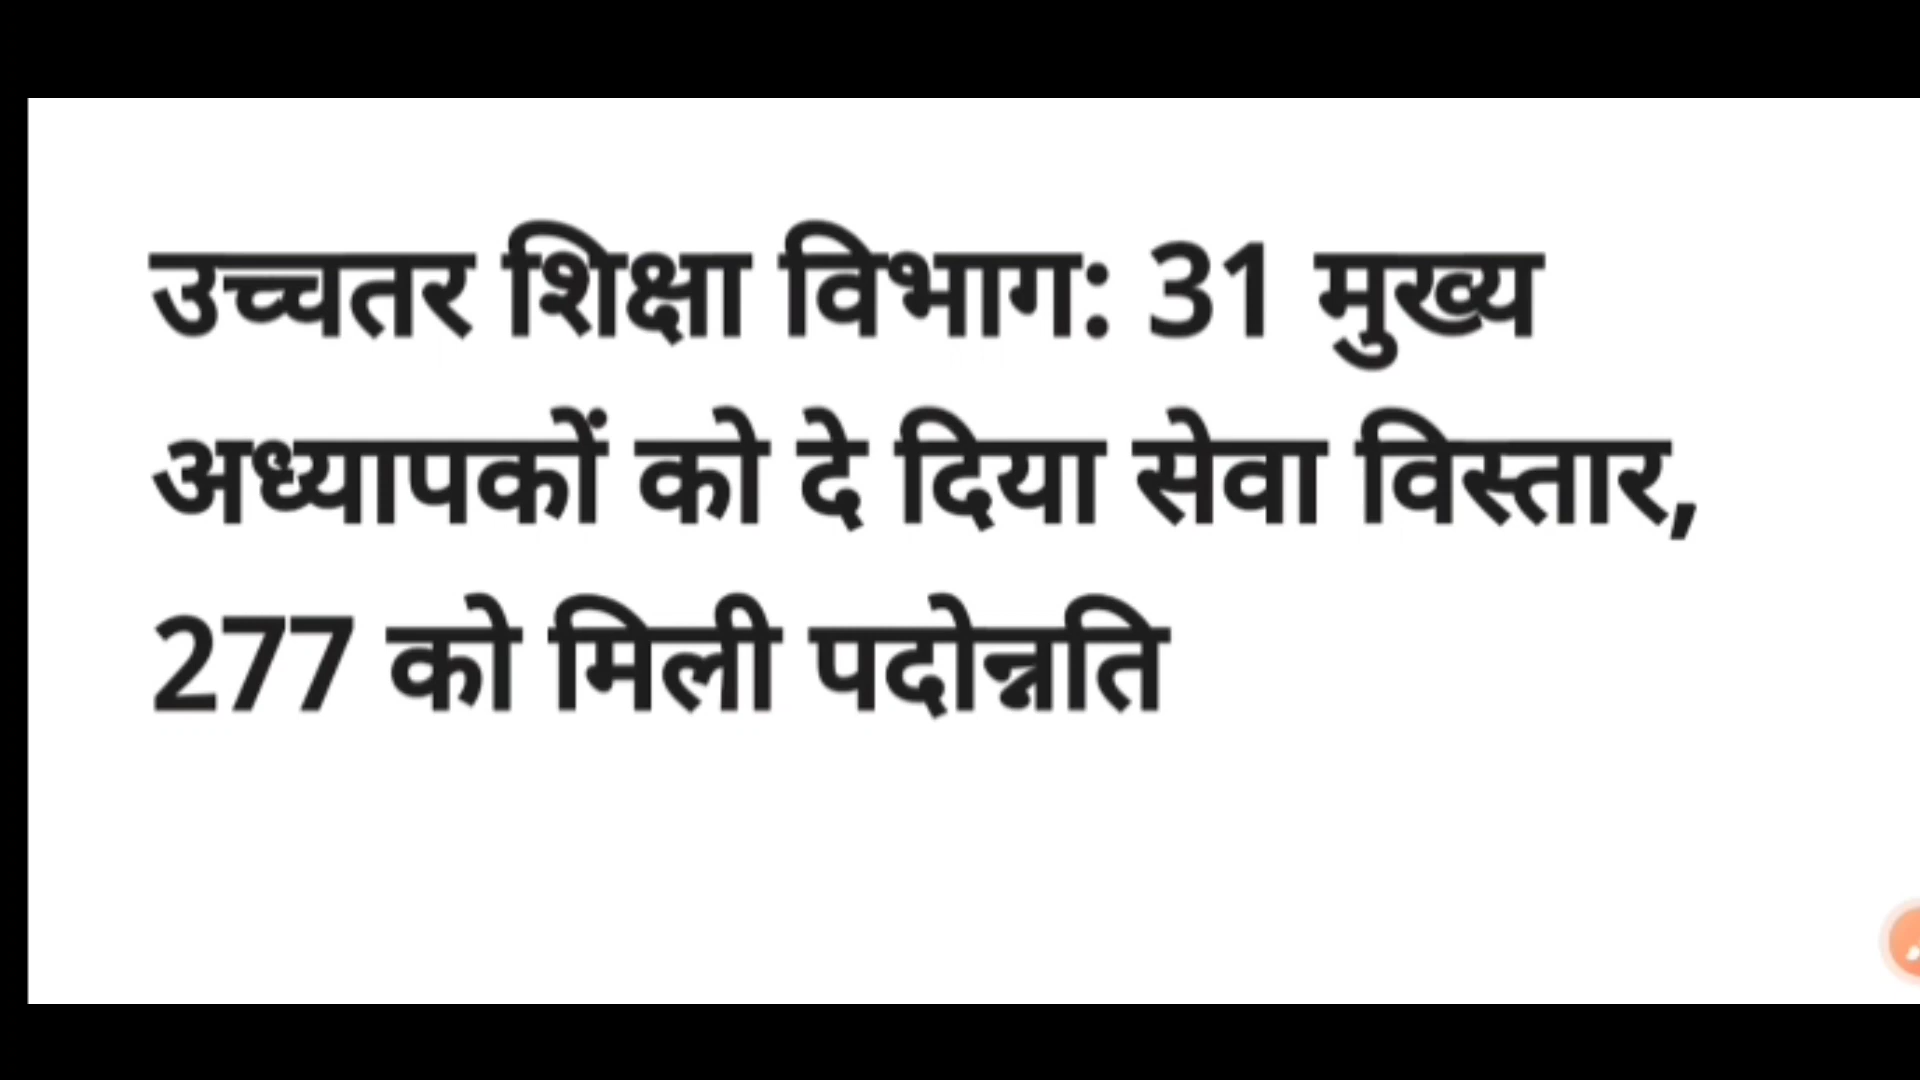 उच्चतर शिक्षा विभाग: 31 मुख्य
अध्यापकों को दे दिया सेवा विस्तार,
277 को मिली पदोन्नति